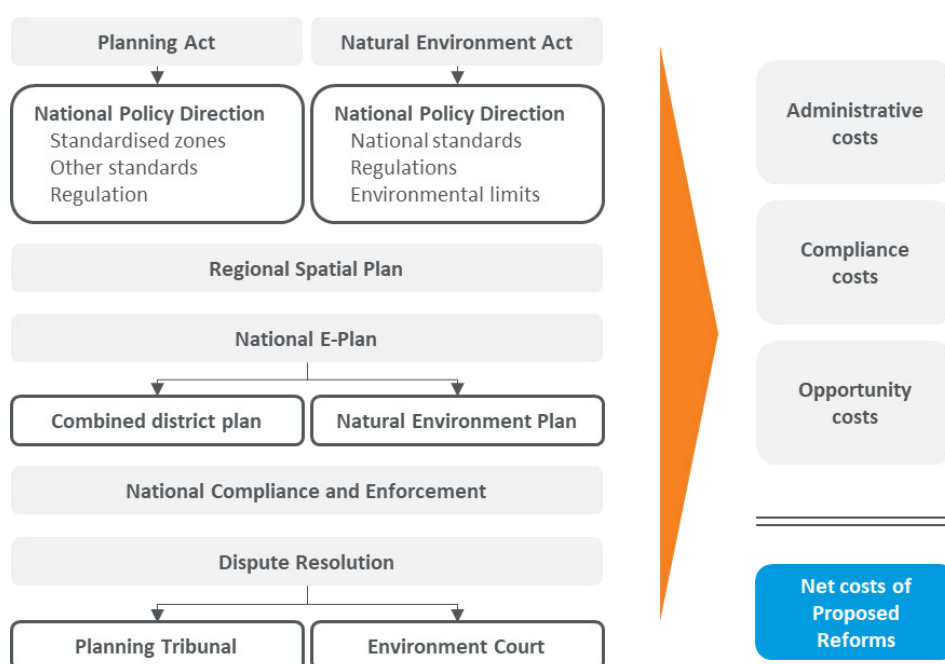 Planning Act
Natural Environment Act
National Policy Direction
Standardised zones
Other standards
Regulation
National Policy Direction
National standards
Regulations
Environmental limits
Regional Spatial Plan
National E-Plan
Combined district plan
Natural Environment Plan
National Compliance and Enforcement
Dispute Resolution
Planning Tribunal
Environment Court
Administrative
costs
Compliance
costs
Opportunity
costs
Net costs of
Proposed
Reforms